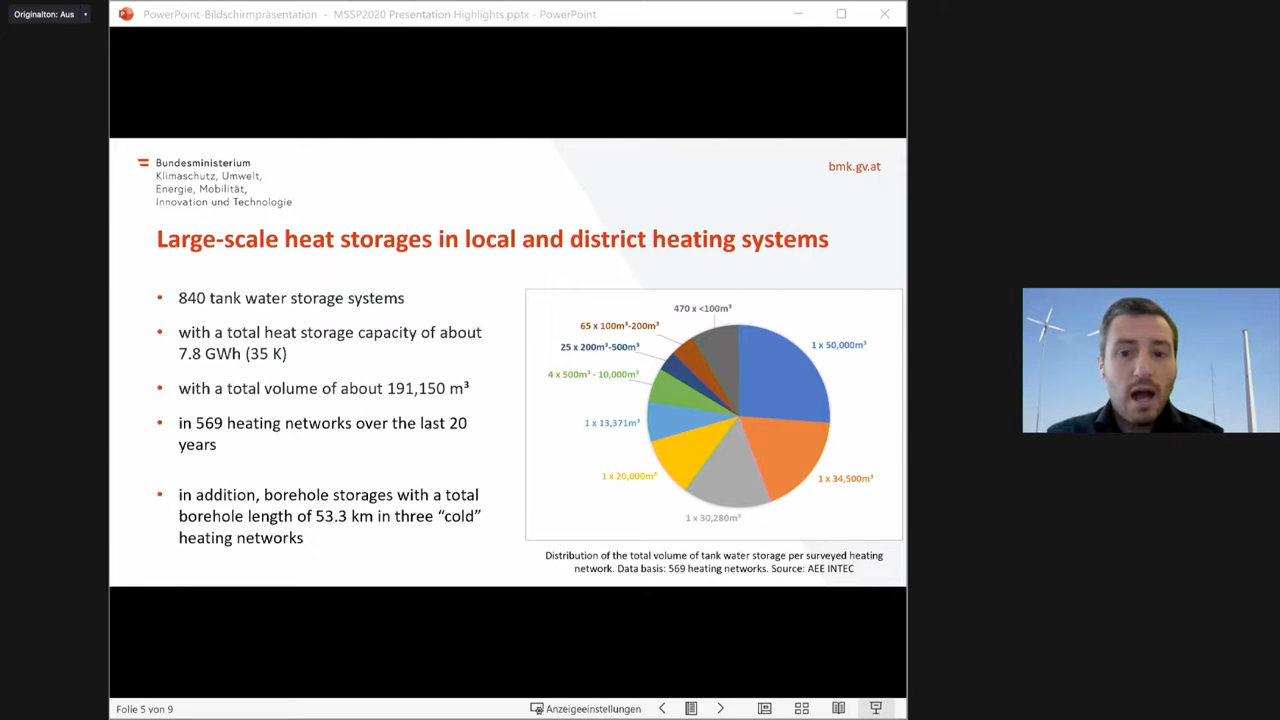 Originalton: Aus
PowerPoint-Bildschirmpräsentation - MSSP2020 Presentation Highlights.pptx - PowerPoint
Bundesministerium
Klimaschutz, Umwelt,
Energie, Mobilität,
Innovation und Technologie
bmk.gv.at
Large-scale heat storages in local and district heating systems
• 840 tank water storage systems
• with a total heat storage capacity of about
7.8 GWh (35 K)
• with a total volume of about 191,150 m³
• in 569 heating networks over the last 20
years
• in addition, borehole storages with a total
borehole length of 53.3 km in three “cold”
heating networks
470 x <100m³
65 x 100m³-200m³
25 x 200m³-500m³
4 x 500m³ - 10,000m³
1 x 13,371m³
1 x 20,000m³
1 x 30,280m³
1 x 34,500m³
1 x 50,000m³
Distribution of the total volume of tank water storage per surveyed heating
network. Data basis: 569 heating networks. Source: AEE INTEC
Folie 5 von 9
Anzeigeeinstellungen